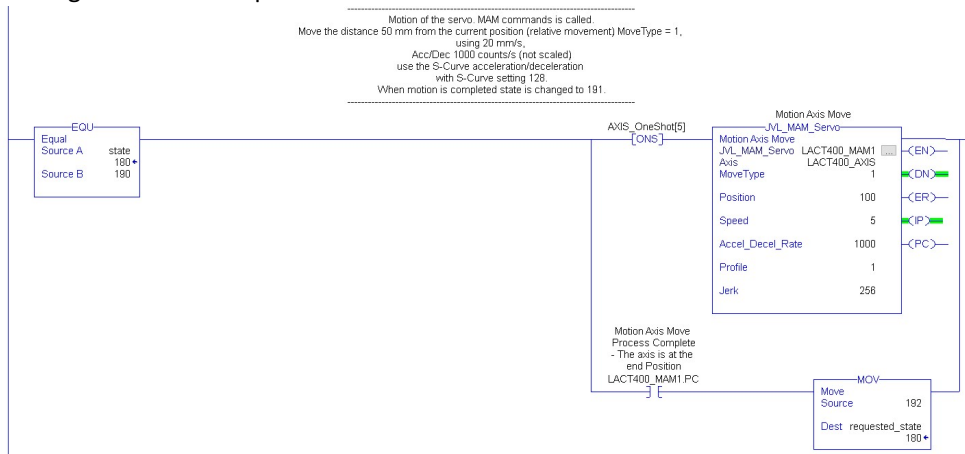 Motion of the servo. MAM commands is called.
Move the distance 50 mm from the current position (relative movement) MoveType = 1,
using 20 mm/s,
Acc/Dec 1000 counts/s (not scaled)
use the S-Curve acceleration/deceleration
with S-Curve setting 128.
When motion is completed state is changed to 191.
EQU
Equal
Source A state
180
Source B 190
AXIS_OneShot[5]
ONS
Motion Axis Move
JVL_MAM_Servo
Motion Axis Move
JVL_MAM_Servo LACT400_MAM1 ...
Axis LACT400_AXIS
MoveType 1
Position 100
Speed 5
Accel_Decel_Rate 1000
Profile 1
Jerk 256
EN
DN
ER
IP
PC
Motion Axis Move
Process Complete
- The axis is at the
end Position
LACT400_MAM1.PC
MOV
Move
Source 192
Dest requested_state
180